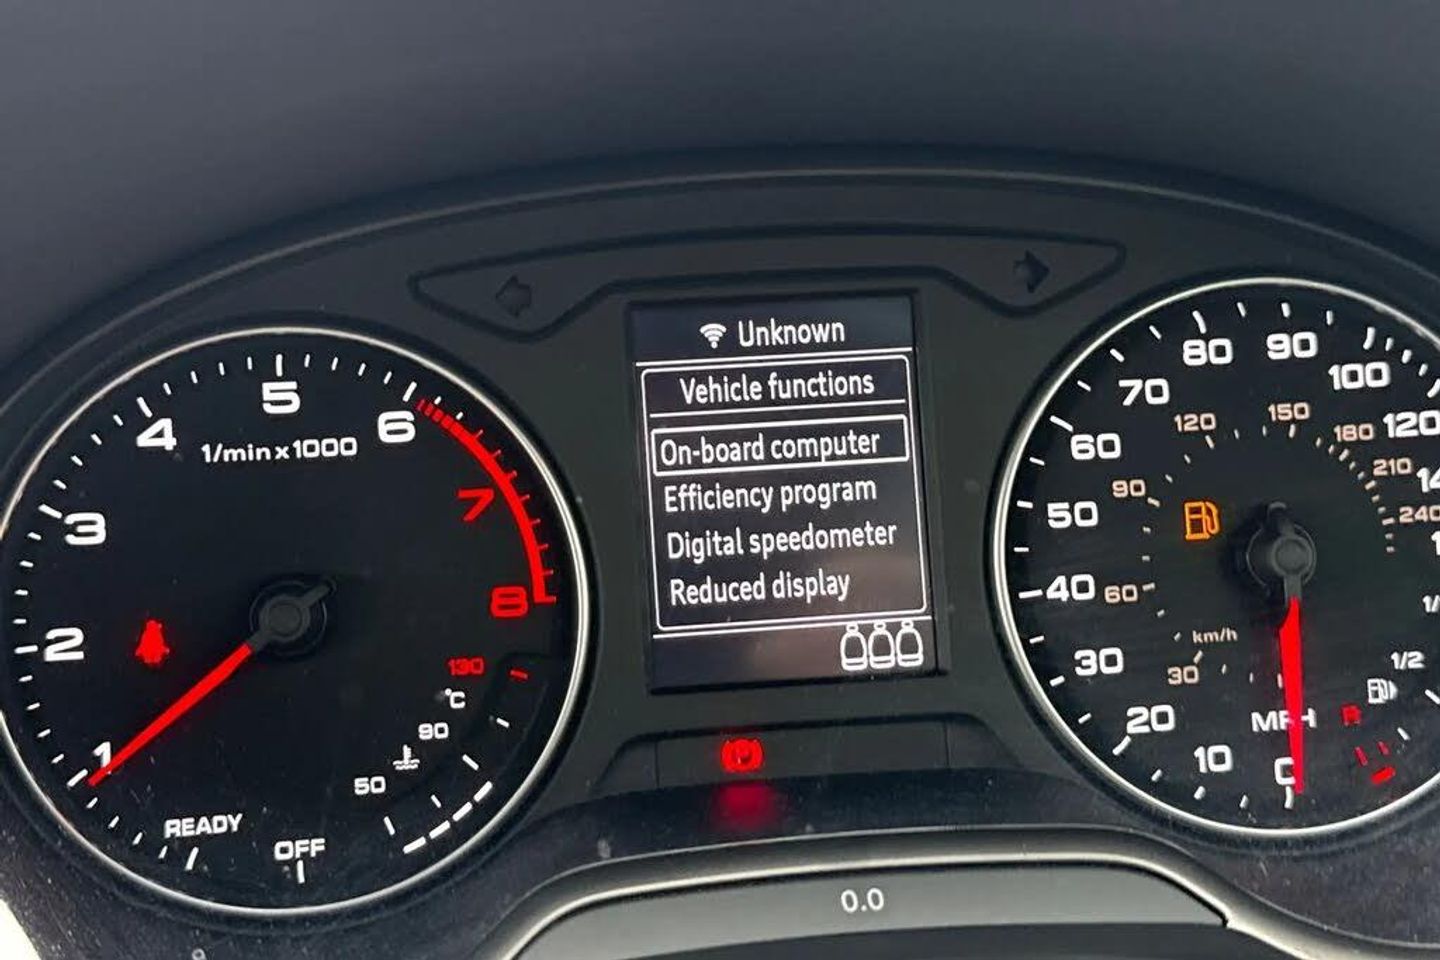 Unknown
Vehicle functions
On-board computer
Efficiency program
Digital speedometer
Reduced display
1/min x 1000
1
2
3
4
5
6
7
8
130
°C
90
50
READY
OFF
0
10
20
30
40
50
60
70
80
90
100
120
30
60
90
120
150
180
210
240
km/h
MPH
1/2
R
0.0